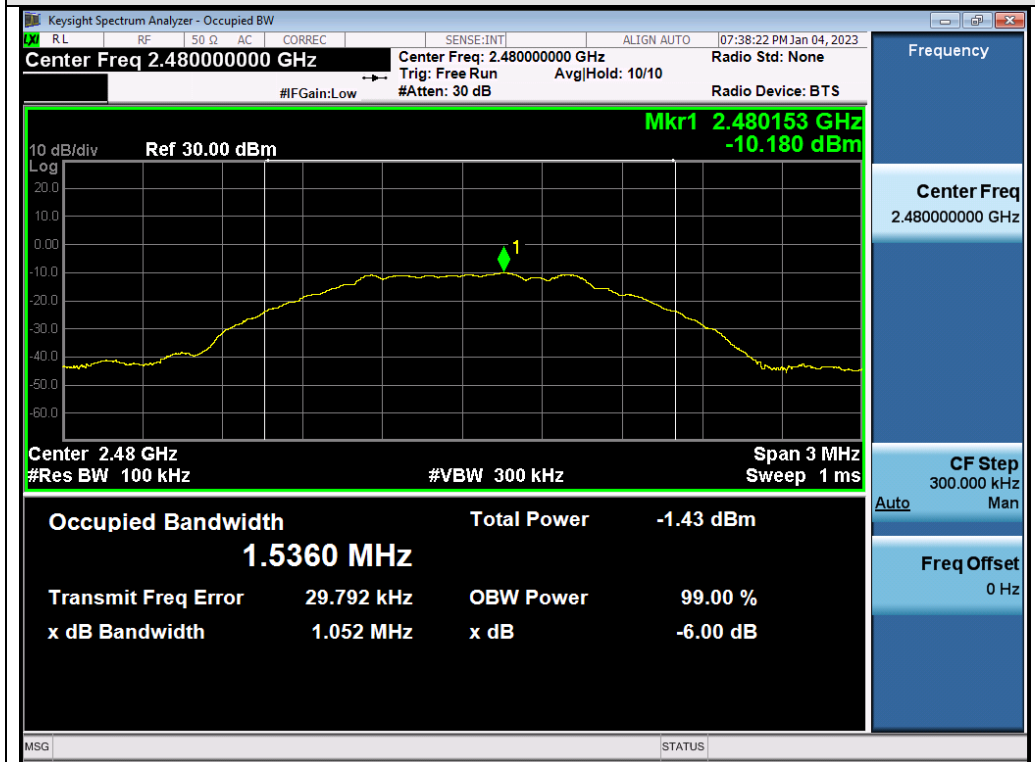 Keysight Spectrum Analyzer - Occupied BW
LXI RL RF 50 Ω AC CORREC SENSE:INT ALIGN AUTO 07:38:22 PM Jan 04, 2023
Center Freq 2.480000000 GHz
Center Freq: 2.480000000 GHz
Radio Std: None
Trig: Free Run Avg|Hold: 10/10
#IFGain:Low
#Atten: 30 dB
Radio Device: BTS
Mkr1 2.480153 GHz
-10.180 dBm
10 dB/div Ref 30.00 dBm
Log
20.0
10.0
0.00
-10.0
-20.0
-30.0
-40.0
-50.0
-60.0
1
Center 2.48 GHz
Span 3 MHz
#Res BW 100 kHz
#VBW 300 kHz
Sweep 1 ms
Occupied Bandwidth
Total Power -1.43 dBm
1.5360 MHz
Transmit Freq Error 29.792 kHz
OBW Power 99.00 %
x dB Bandwidth 1.052 MHz
x dB -6.00 dB
MSG
STATUS
Frequency
Center Freq
2.480000000 GHz
CF Step
300.000 kHz
Auto Man
Freq Offset
0 Hz